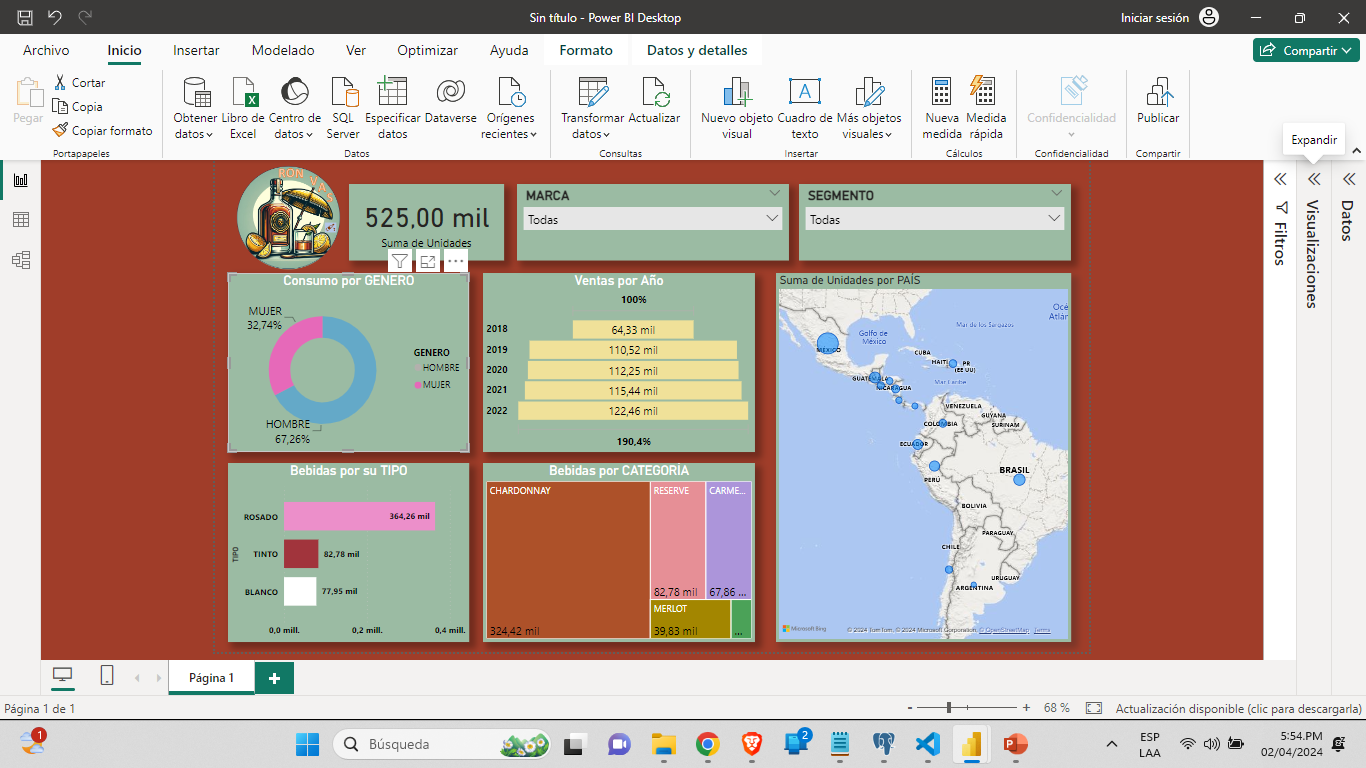 Sin título - Power BI Desktop
Iniciar sesión
Archivo
Inicio
Insertar
Modelado
Ver
Optimizar
Ayuda
Formato
Datos y detalles
Compartir
Pegar
Cortar
Copia
Copiar formato
Portapapeles
Obtener datos
Libro de Excel
Centro de datos
SQL Server
Especificar datos
Dataverse
Orígenes recientes
Datos
Transformar datos
Actualizar
Consultas
Nuevo objeto visual
Cuadro de texto
Más objetos visuales
Insertar
Nueva medida
Medida rápida
Cálculos
Confidencialidad
Confidencialidad
Publicar
Compartir
Expandir
Filtros
Visualizaciones
Datos
RON VAS
525,00 mil
Suma de Unidades
MARCA
Todas
SEGMENTO
Todas
Consumo por GENERO
MUJER
32,74%
HOMBRE
67,26%
GENERO
HOMBRE
MUJER
Ventas por Año
100%
2018
64,33 mil
2019
110,52 mil
2020
112,25 mil
2021
115,44 mil
2022
122,46 mil
190,4%
Suma de Unidades por PAÍS
Océ
Atlán
Golfo de
México
Mar de los Sargazos
MÉXICO
CUBA
HAITI
PR
(EE UU)
GUATEMALA
Mar Caribe
NICARAGUA
VENEZUELA
GUYANA
SURINAM
COLOMBIA
ECUADOR
BRASIL
PERÚ
BOLIVIA
PARAGUAY
CHILE
URUGUAY
ARGENTINA
Microsoft Bing
© 2024 TomTom, © 2024 Microsoft Corporation, © OpenStreetMap Terms
Bebidas por su TIPO
TIPO
ROSADO
364,26 mil
TINTO
82,78 mil
BLANCO
77,95 mil
0,0 mill.
0,2 mill.
0,4 mill.
Bebidas por CATEGORIA
CHARDONNAY
324,42 mil
RESERVE
82,78 mil
CARME...
67,86 ...
MERLOT
39,83 mil
...
Página 1
Página 1 de 1
- + 68 %
Actualización disponible (clic para descargarla)
1
Búsqueda
2
ESP
LAA
5:54 PM
02/04/2024